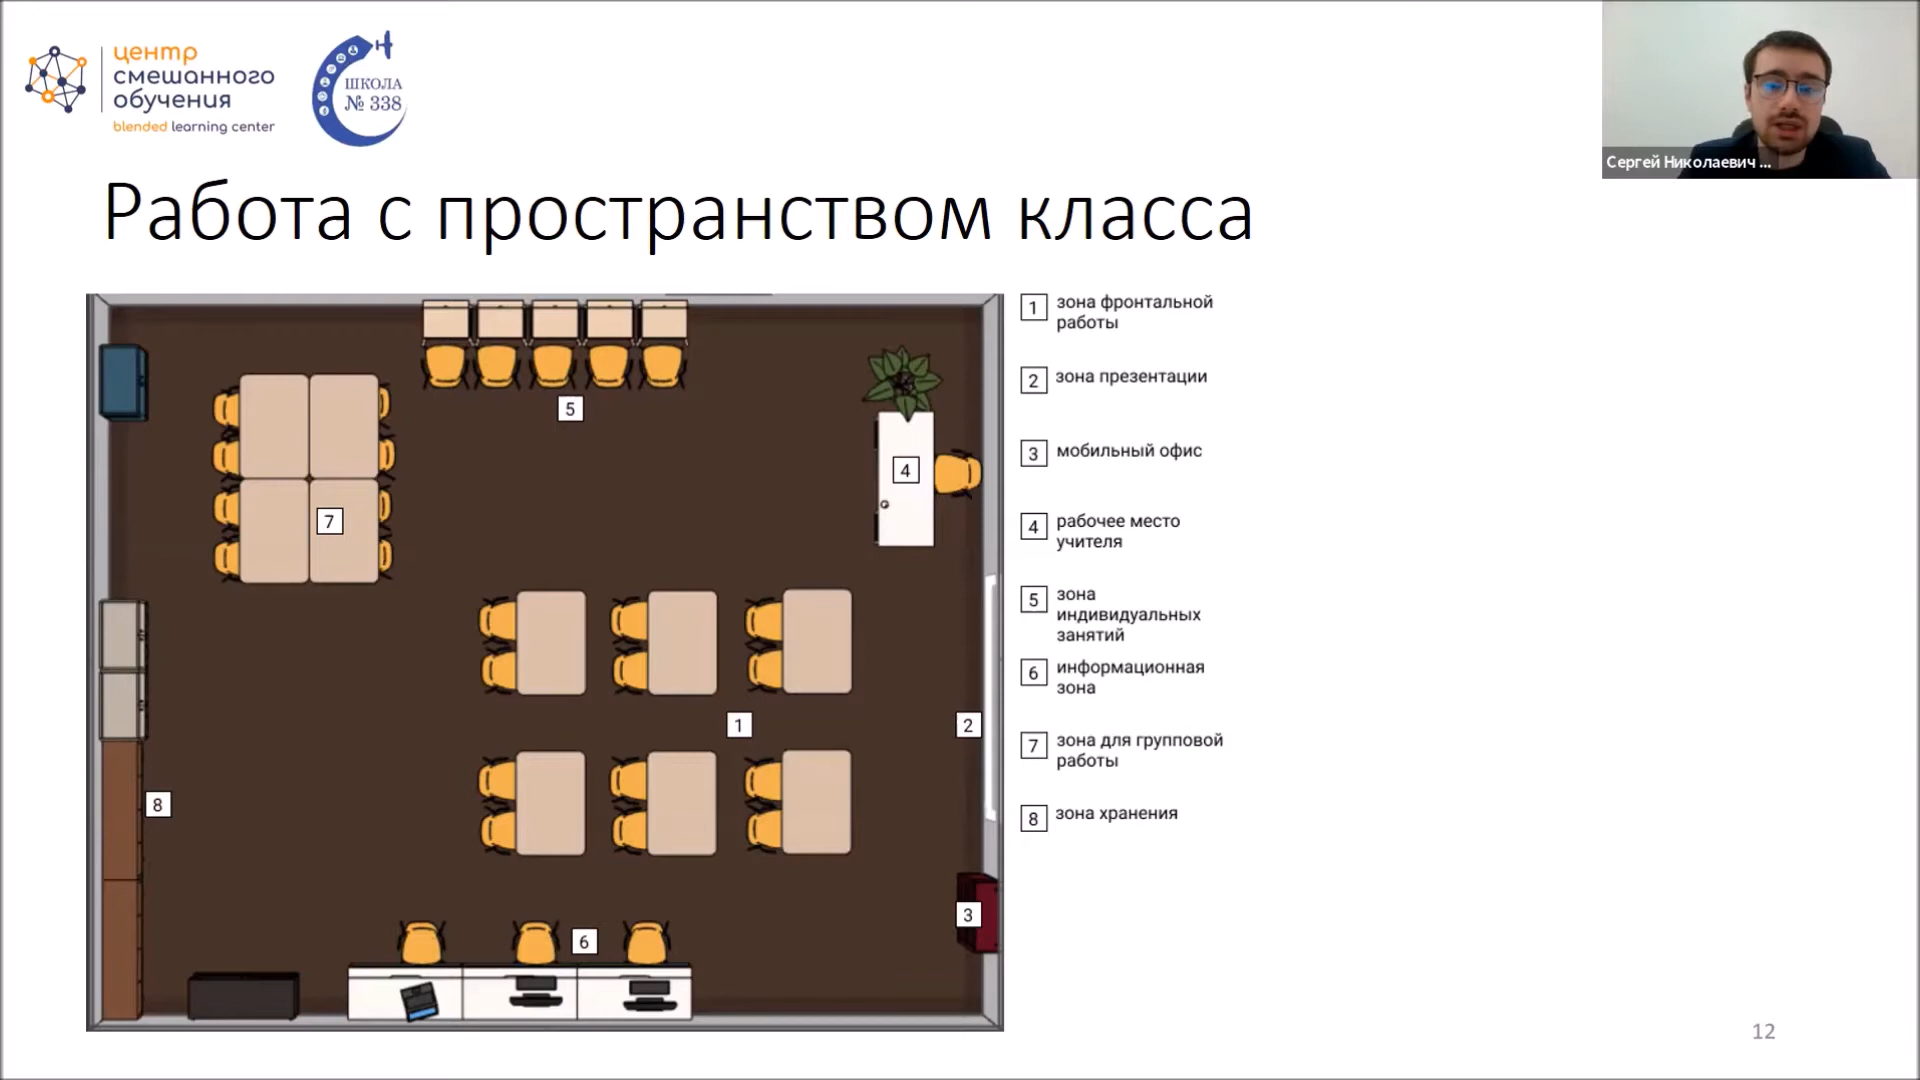 центр
смешанного
обучения
blended learning center
ШКОЛА
№ 338
Сергей Николаевич ...
Работа с пространством класса
1 зона фронтальной
работы
2 зона презентации
3 мобильный офис
4 рабочее место
учителя
5 зона
индивидуальных
занятий
6 информационная
зона
7 зона для групповой
работы
8 зона хранения
5
4
7
1
2
8
3
6
12